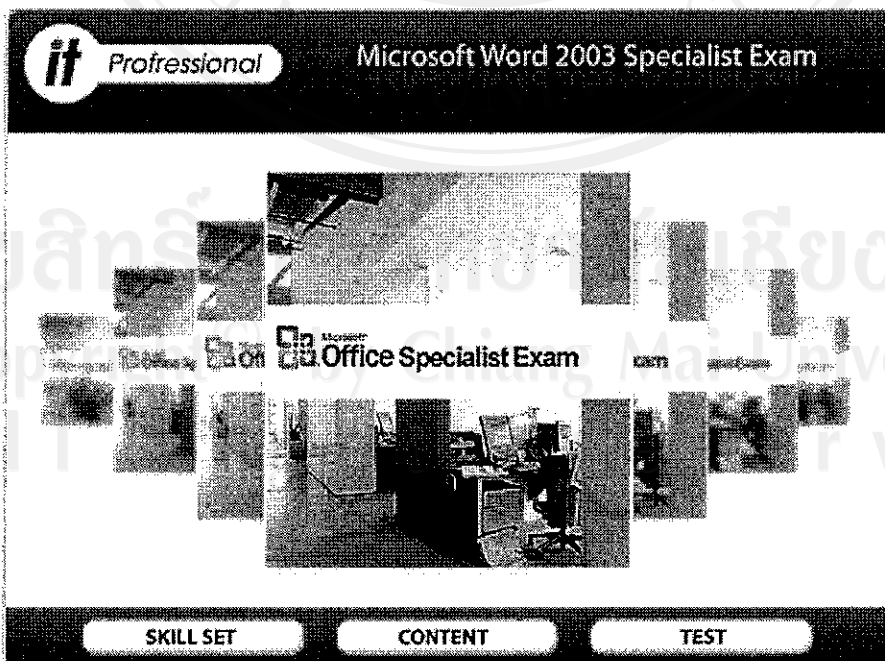 it Profressional
Microsoft Word 2003 Specialist Exam
Microsoft
Office Specialist Exam
SKILL SET
CONTENT
TEST